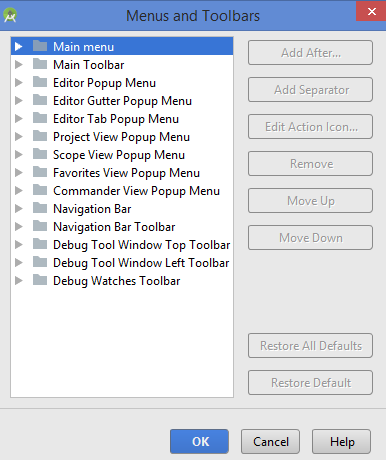 Menus and Toolbars
Main menu
Main Toolbar
Editor Popup Menu
Editor Gutter Popup Menu
Editor Tab Popup Menu
Project View Popup Menu
Scope View Popup Menu
Favorites View Popup Menu
Commander View Popup Menu
Navigation Bar
Navigation Bar Toolbar
Debug Tool Window Top Toolbar
Debug Tool Window Left Toolbar
Debug Watches Toolbar
Add After...
Add Separator
Edit Action Icon...
Remove
Move Up
Move Down
Restore All Defaults
Restore Default
OK
Cancel
Help